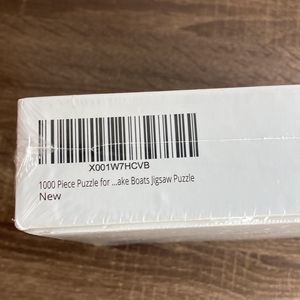 X001W7HCVB
1000 Piece Puzzle for ...ake Boats Jigsaw Puzzle
New